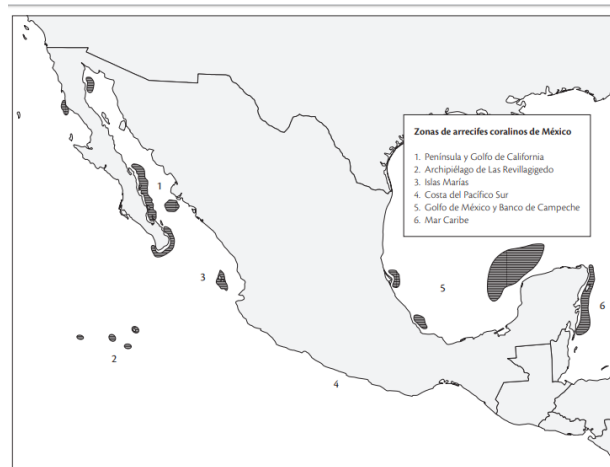 Zonas de arrecifes coralinos de México
1. Península y Golfo de California
2. Archipiélago de Las Revillagigedo
3. Islas Marías
4. Costa del Pacífico Sur
5. Golfo de México y Banco de Campeche
6. Mar Caribe
1
3
5
6
2
4